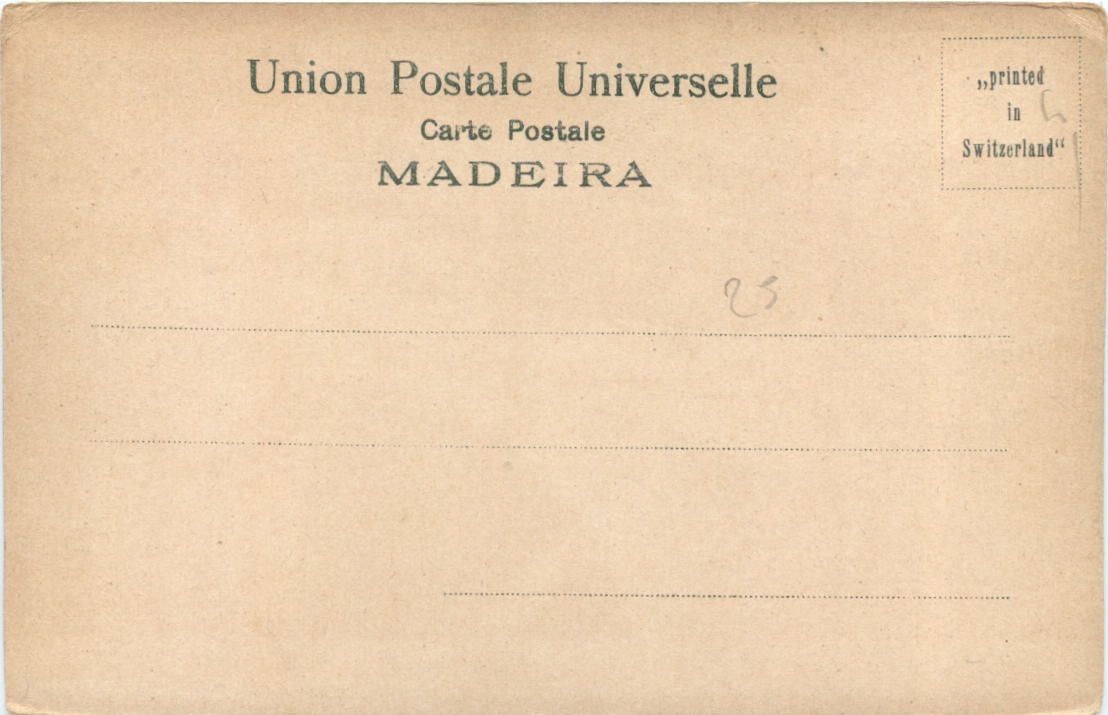 Union Postale Universelle
Carte Postale
MADEIRA
„printed
in
Switzerland“
25